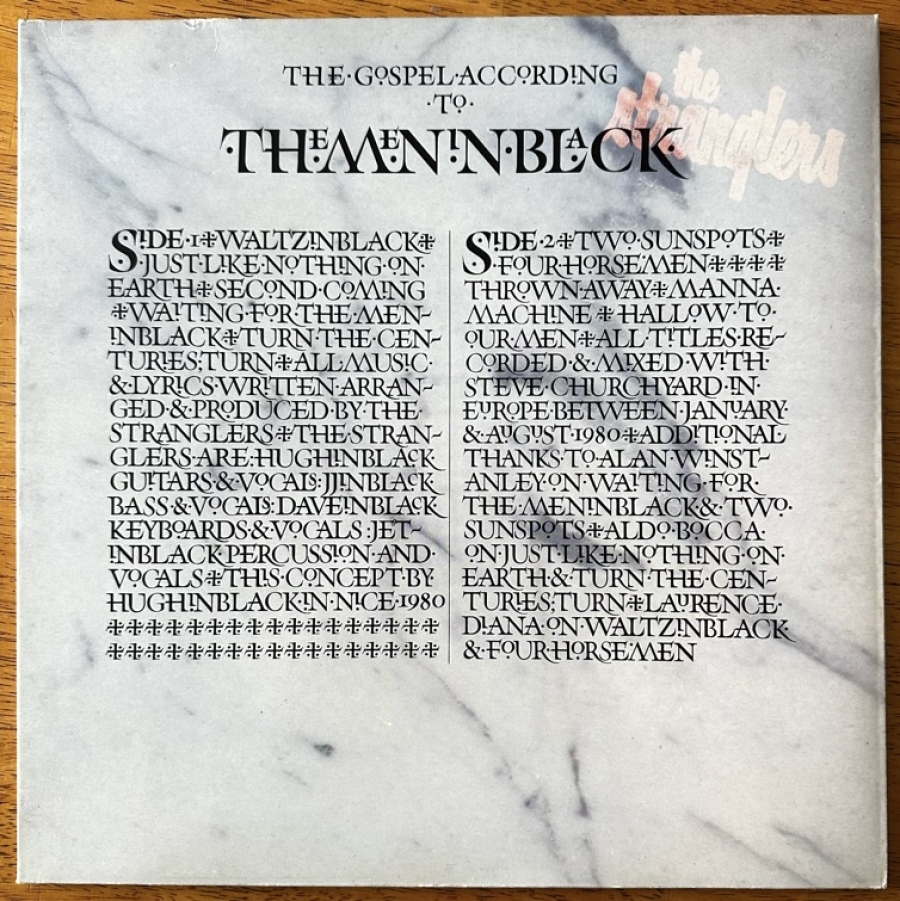 THE·GOSPEL·ACCORDING
·TO·
·THE·MEN·IN·BLACK·
the
stranglers
SIDE·1⁜WALTZINBLACK⁜
·JUST·LIKE·NOTHING·ON·
EARTH⁜SECOND·COMING
⁜WAITING·FOR·THE·MEN-
INBLACK⁜TURN·THE·CEN-
TURIES;TURN⁜ALL·MUSIC·
&·LYRICS·WRITTEN·ARRAN-
GED·&·PRODUCED·BY·THE·
STRANGLERS⁜THE·STRAN-
GLERS·ARE:HUGHINBLACK
GUITARS·&·VOCALS:JJINBLACK
BASS·&·VOCALS:DAVEINBLACK
KEYBOARDS·&·VOCALS:JET-
INBLACK·PERCUSSION·AND·
VOCALS⁜THIS·CONCEPT·BY·
HUGHINBLACK·IN·NICE·1980
⁜⁜⁜⁜⁜⁜⁜⁜⁜⁜⁜⁜⁜⁜⁜⁜⁜
⁜⁜⁜⁜⁜⁜⁜⁜⁜⁜⁜⁜⁜⁜⁜⁜⁜
SIDE·2⁜TWO·SUNSPOTS⁜
·FOUR·HORSEMEN⁜⁜⁜⁜
THROWN·AWAY⁜MANNA·
MACHINE⁜HALLOW·TO·
OUR·MEN⁜ALL·TITLES·RE-
CORDED·&·MIXED·WITH·
STEVE·CHURCHYARD·IN·
EUROPE·BETWEEN·JANUARY·
&·AUGUST·1980⁜ADDITIONAL
THANKS·TO·ALAN·WINST-
ANLEY·ON·WAITING·FOR·
THE·MENINBLACK·&·TWO·
SUNSPOTS⁜ALDO·BOCCA·
ON·JUST·LIKE·NOTHING·ON·
EARTH·&·TURN·THE·CEN-
TURIES;TURN⁜LAURENCE·
DIANA·ON·WALTZINBLACK
&·FOUR·HORSEMEN